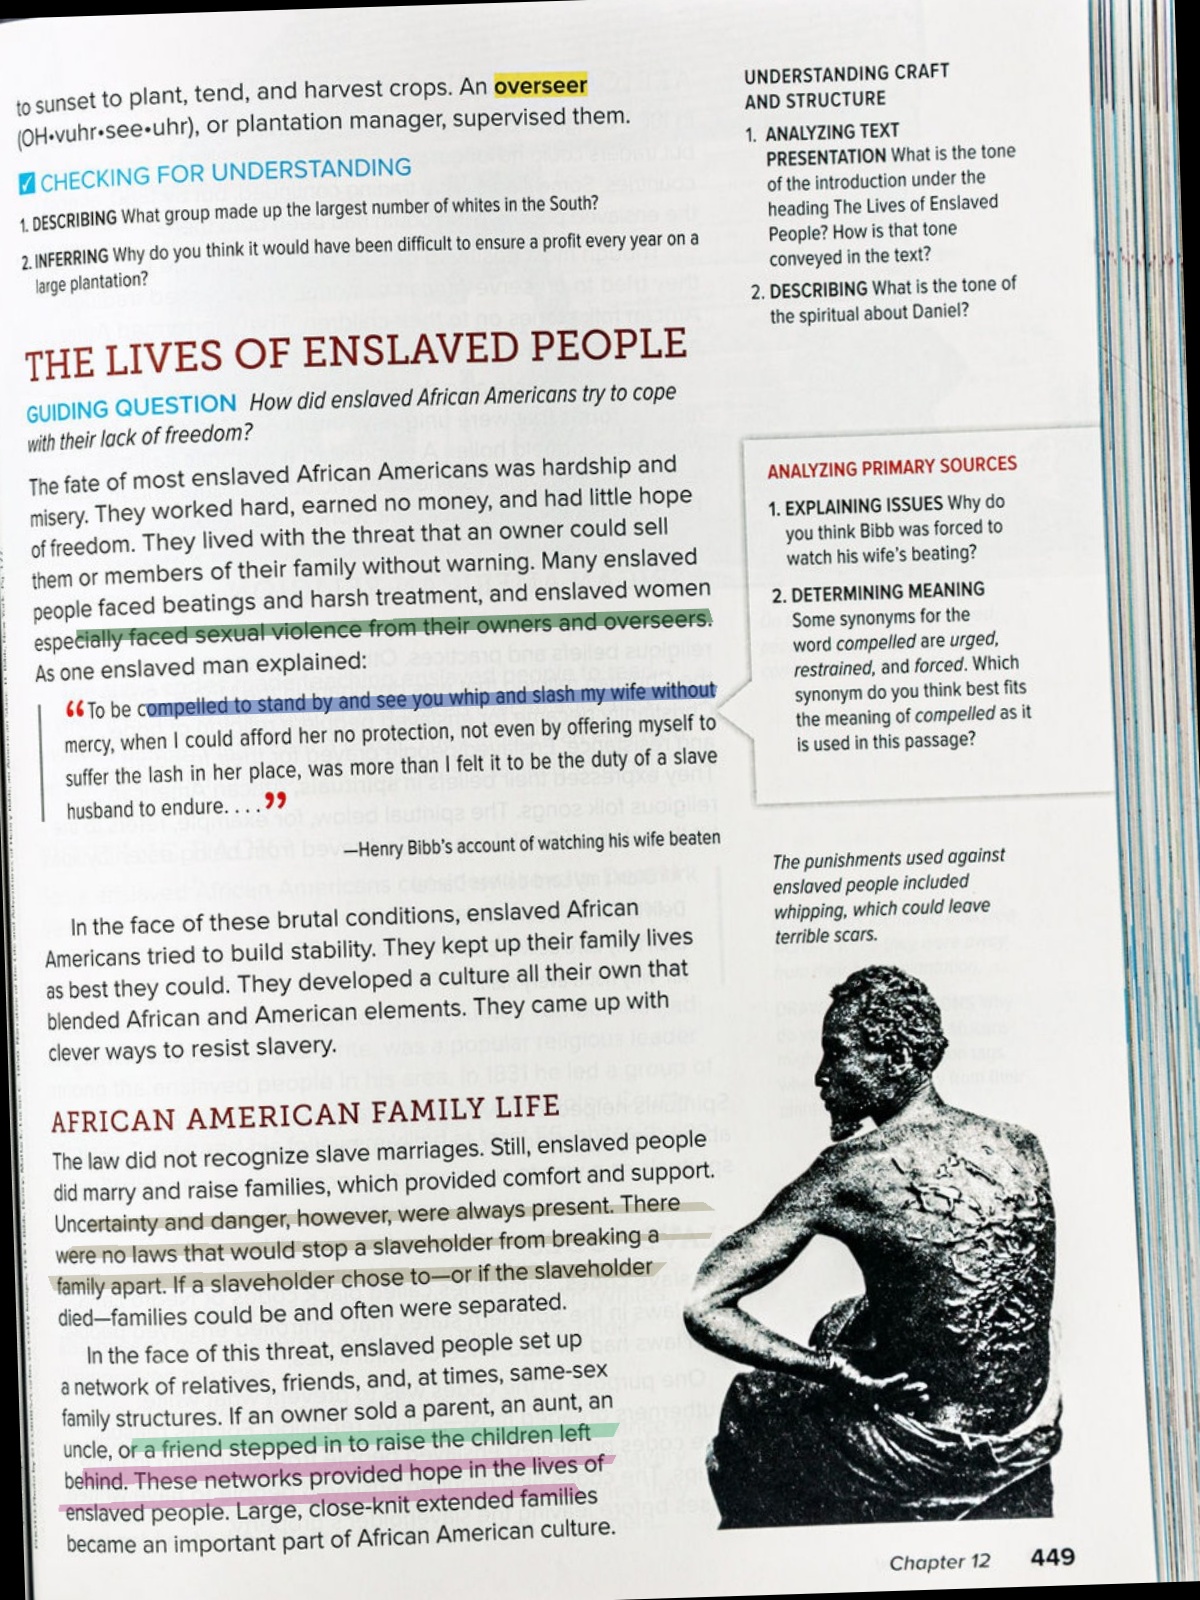 to sunset to plant, tend, and harvest crops. An overseer
(OH•vuhr•see•uhr), or plantation manager, supervised them.
CHECKING FOR UNDERSTANDING
1. DESCRIBING What group made up the largest number of whites in the South?
2. INFERRING Why do you think it would have been difficult to ensure a profit every year on a
large plantation?
THE LIVES OF ENSLAVED PEOPLE
GUIDING QUESTION How did enslaved African Americans try to cope
with their lack of freedom?
The fate of most enslaved African Americans was hardship and
misery. They worked hard, earned no money, and had little hope
of freedom. They lived with the threat that an owner could sell
them or members of their family without warning. Many enslaved
people faced beatings and harsh treatment, and enslaved women
especially faced sexual violence from their owners and overseers.
As one enslaved man explained:
“To be compelled to stand by and see you whip and slash my wife without
mercy, when I could afford her no protection, not even by offering myself to
suffer the lash in her place, was more than I felt it to be the duty of a slave
husband to endure. . . .”
—Henry Bibb's account of watching his wife beaten
In the face of these brutal conditions, enslaved African
Americans tried to build stability. They kept up their family lives
as best they could. They developed a culture all their own that
blended African and American elements. They came up with
clever ways to resist slavery.
AFRICAN AMERICAN FAMILY LIFE
The law did not recognize slave marriages. Still, enslaved people
did marry and raise families, which provided comfort and support.
Uncertainty and danger, however, were always present. There
were no laws that would stop a slaveholder from breaking a
family apart. If a slaveholder chose to—or if the slaveholder
died—families could be and often were separated.
In the face of this threat, enslaved people set up
a network of relatives, friends, and, at times, same-sex
family structures. If an owner sold a parent, an aunt, an
uncle, or a friend stepped in to raise the children left
behind. These networks provided hope in the lives of
enslaved people. Large, close-knit extended families
became an important part of African American culture.
UNDERSTANDING CRAFT
AND STRUCTURE
1. ANALYZING TEXT
PRESENTATION What is the tone
of the introduction under the
heading The Lives of Enslaved
People? How is that tone
conveyed in the text?
2. DESCRIBING What is the tone of
the spiritual about Daniel?
ANALYZING PRIMARY SOURCES
1. EXPLAINING ISSUES Why do
you think Bibb was forced to
watch his wife's beating?
2. DETERMINING MEANING
Some synonyms for the
word compelled are urged,
restrained, and forced. Which
synonym do you think best fits
the meaning of compelled as it
is used in this passage?
The punishments used against
enslaved people included
whipping, which could leave
terrible scars.
Chapter 12 449